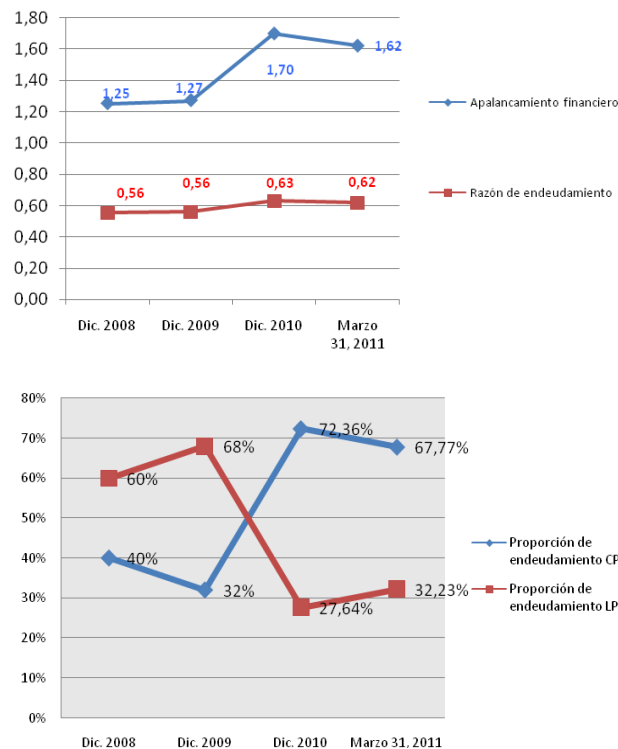 1,80
1,60
1,40
1,20
1,00
0,80
0,60
0,40
0,20
0,00
1,25
1,27
1,70
1,62
0,56
0,56
0,63
0,62
Dic. 2008
Dic. 2009
Dic. 2010
Marzo
31, 2011
Apalancamiento financiero
Razón de endeudamiento
80%
70%
60%
50%
40%
30%
20%
10%
0%
60%
68%
72,36%
67,77%
40%
32%
27,64%
32,23%
Dic. 2008
Dic. 2009
Dic. 2010
Marzo 31, 2011
Proporción de
endeudamiento CP
Proporción de
endeudamiento LP